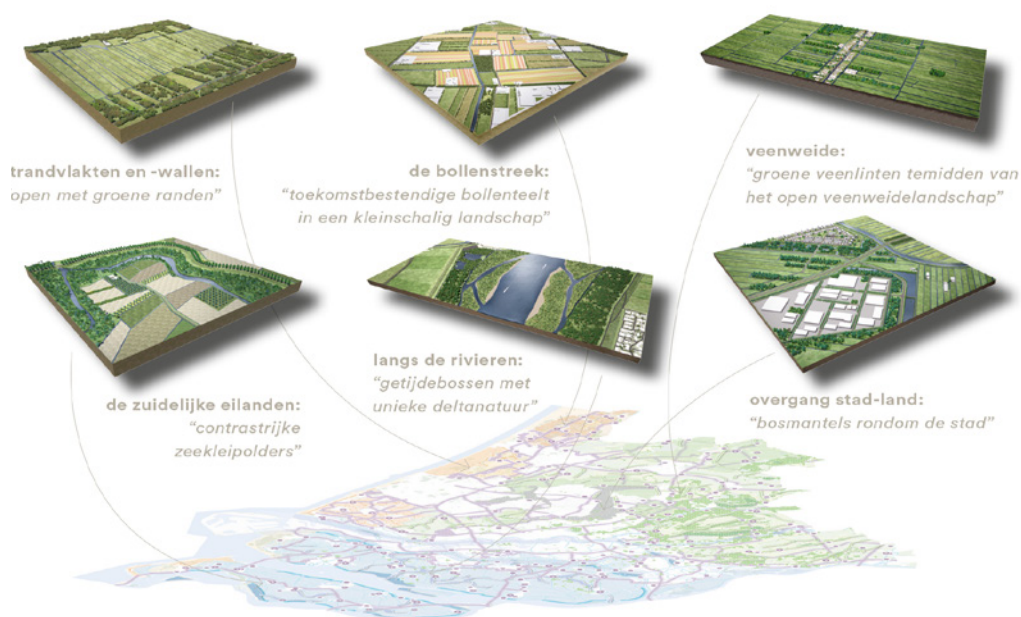 trandvlakten en -wallen:
open met groene randen”
de bollenstreek:
“toekomstbestendige bollenteelt
in een kleinschalig landschap”
veenweide:
“groene veenlinten temidden van
het open veenweidelandschap”
de zuidelijke eilanden:
“contrastrijke
zeekleipolders”
langs de rivieren:
“getijdebossen met
unieke deltanatuur”
overgang stad-land:
“bosmantels rondom de stad”